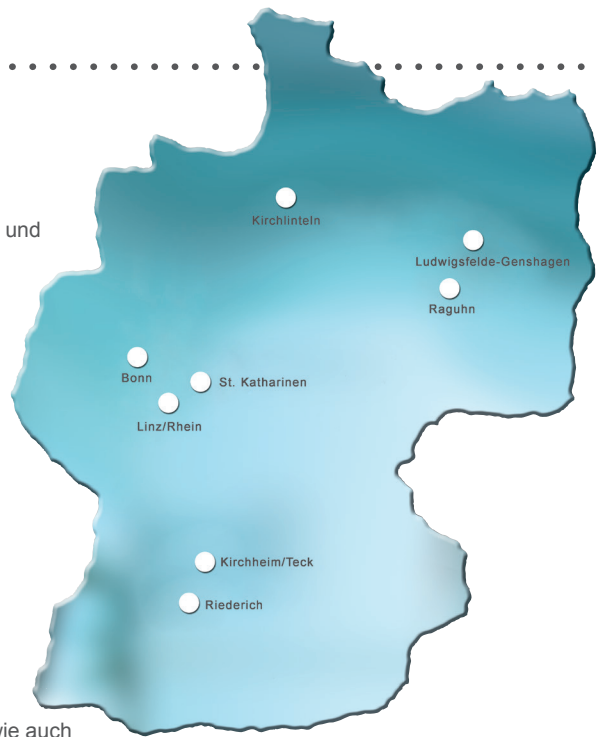 und
Kirchlinteln
Ludwigsfelde-Genshagen
Raguhn
Bonn
St. Katharinen
Linz/Rhein
Kirchheim/Teck
Riederich
wie auch